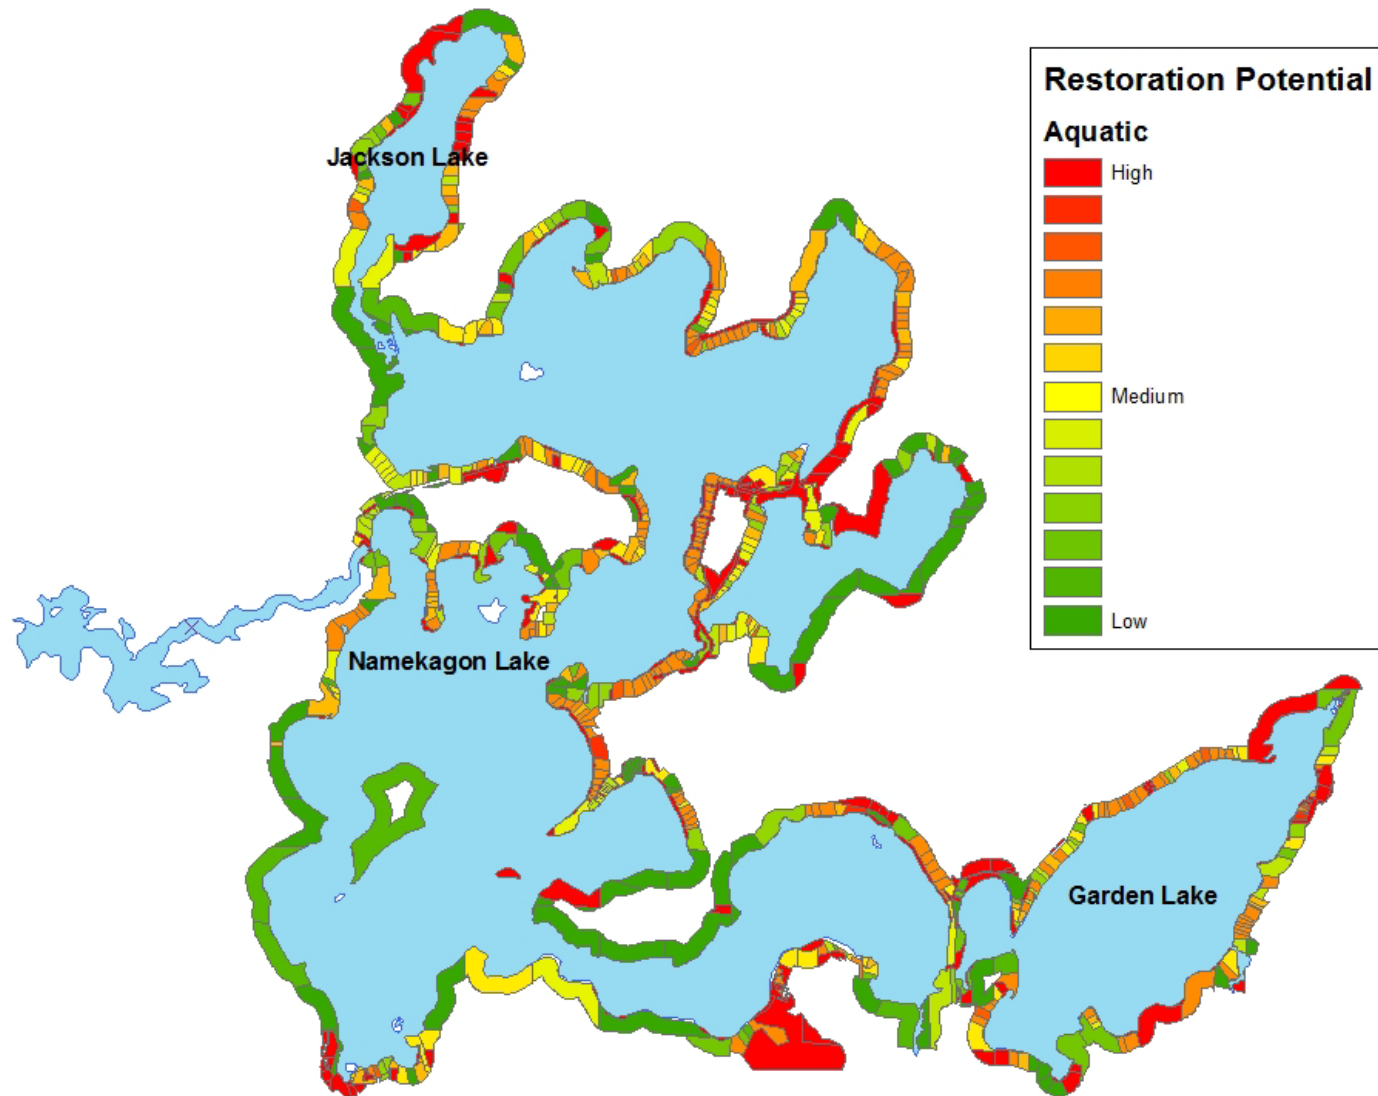 Restoration Potential
Aquatic
High
Medium
Low
Jackson Lake
Namekagon Lake
Garden Lake